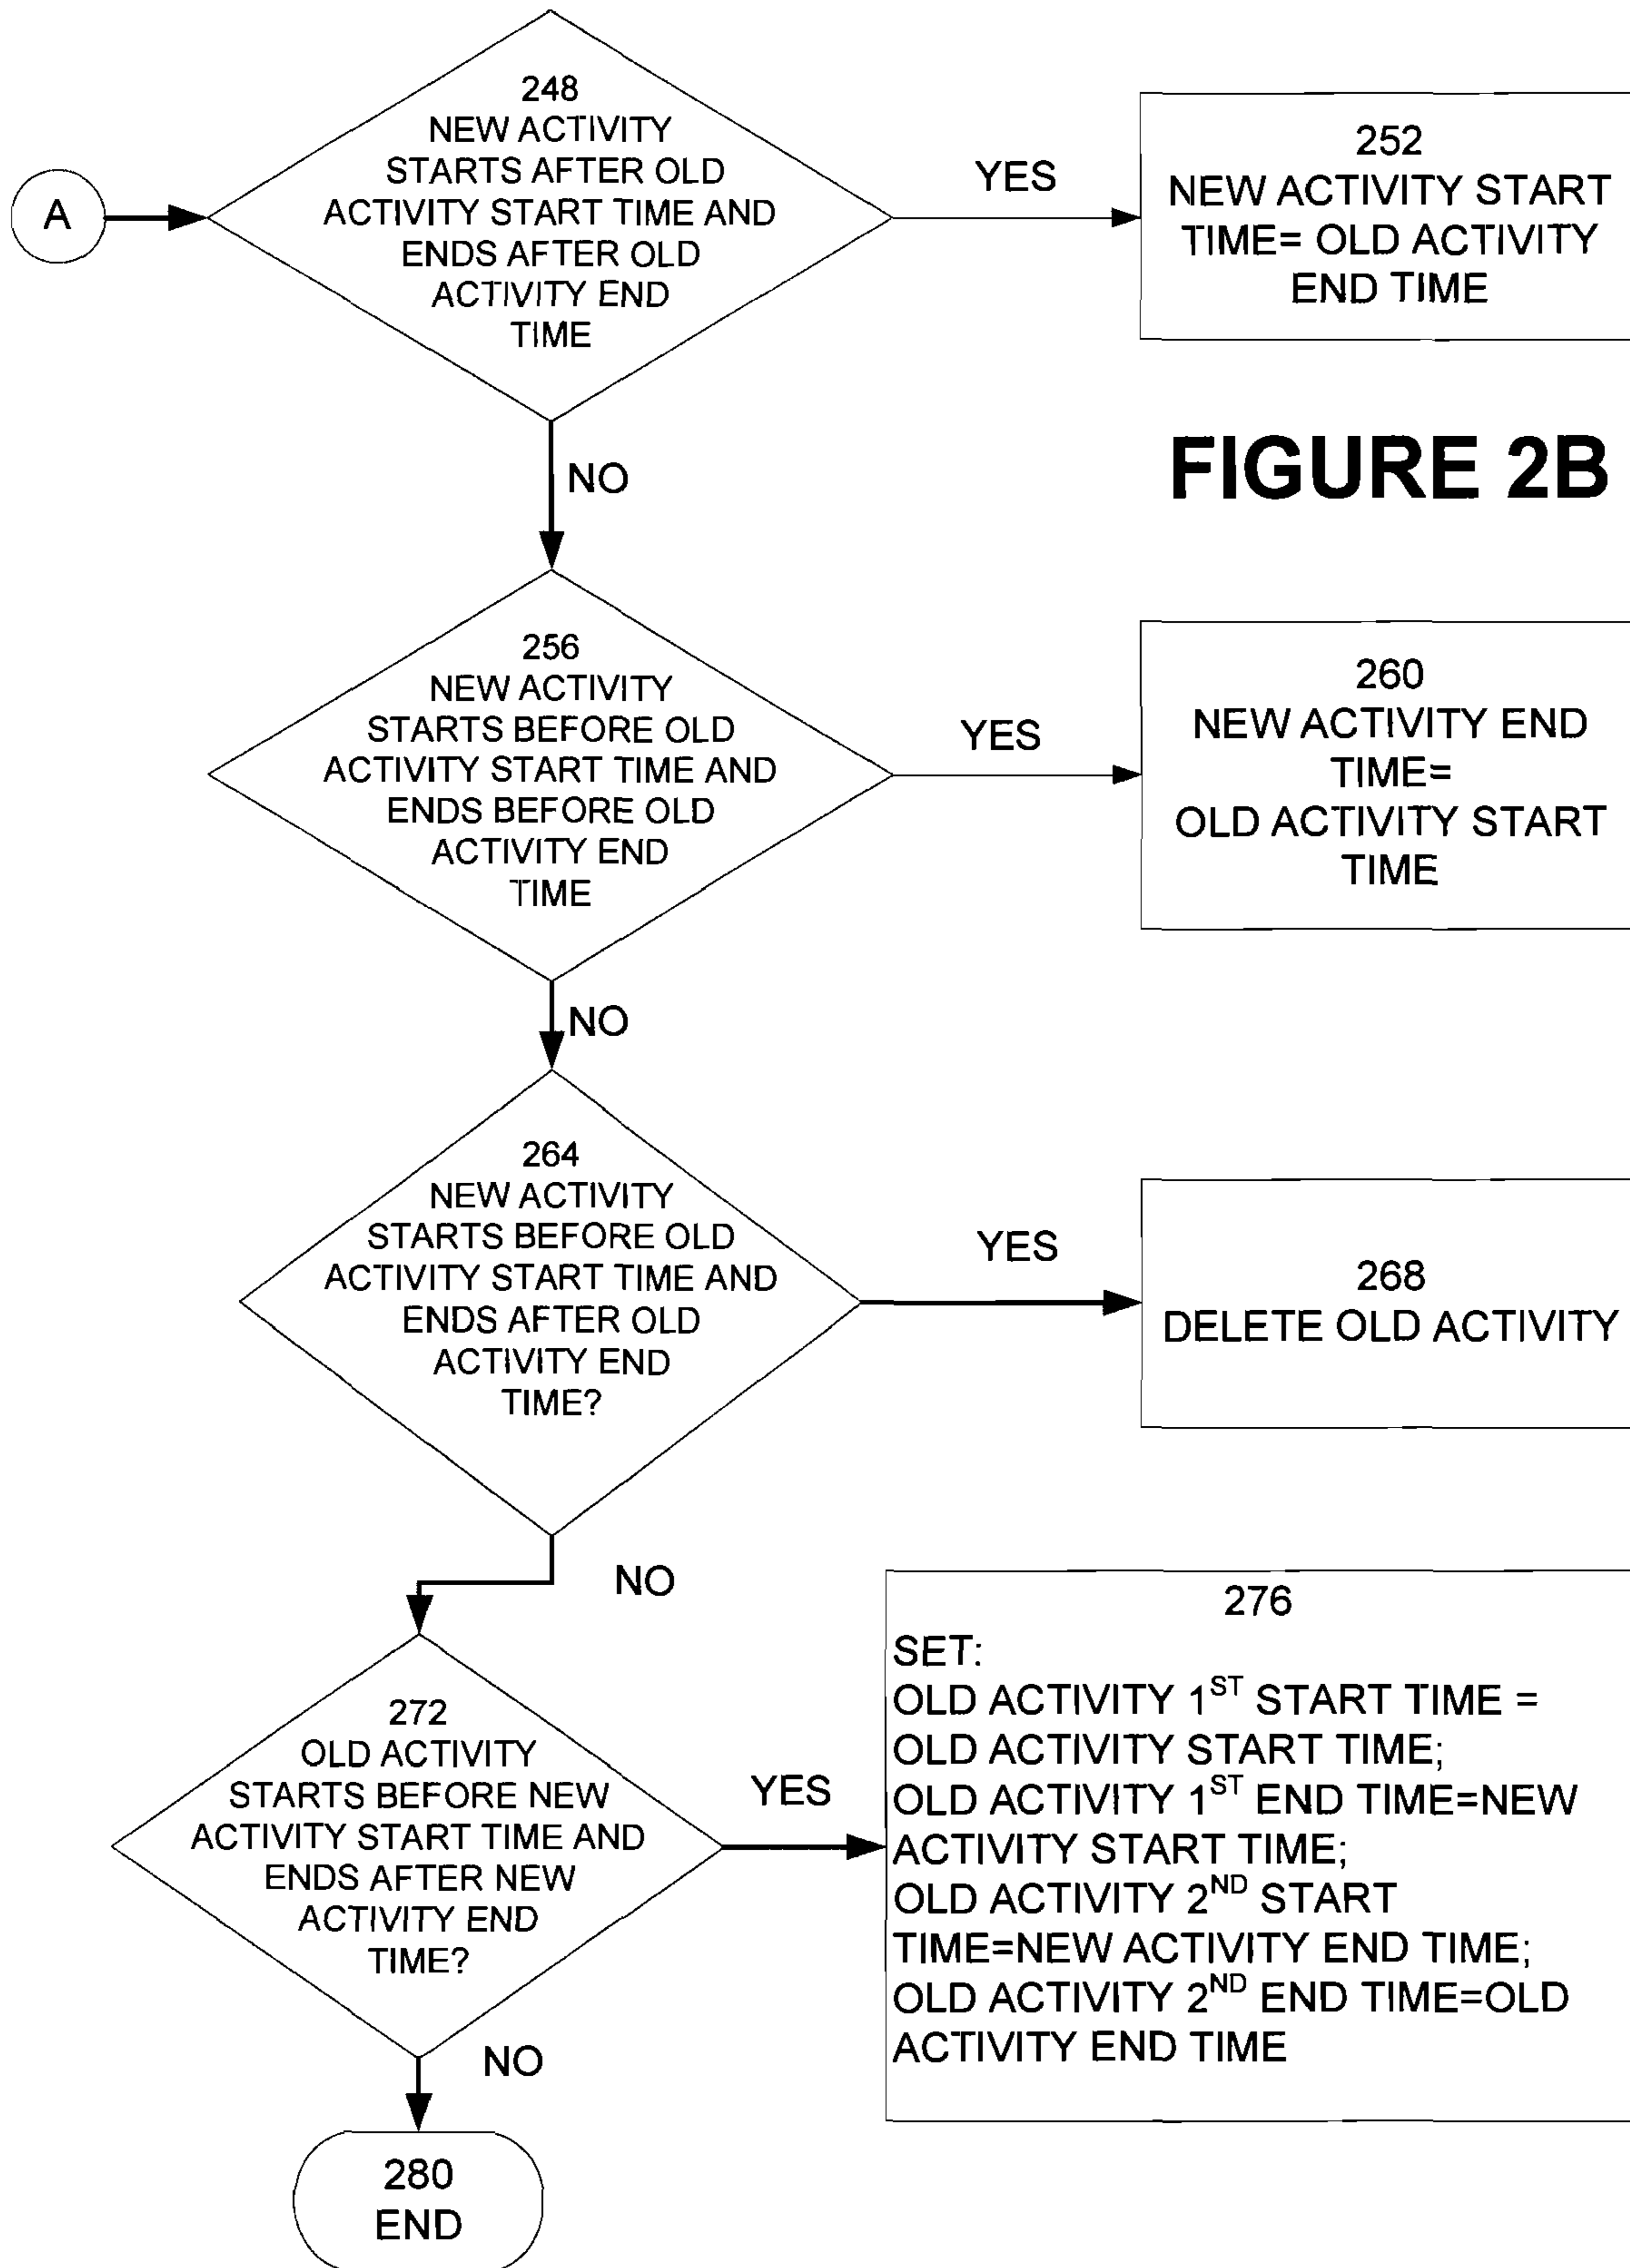 A
248
NEW ACTIVITY
STARTS AFTER OLD
ACTIVITY START TIME AND
ENDS AFTER OLD
ACTIVITY END
TIME
YES
252
NEW ACTIVITY START
TIME= OLD ACTIVITY
END TIME
NO
FIGURE 2B
256
NEW ACTIVITY
STARTS BEFORE OLD
ACTIVITY START TIME AND
ENDS BEFORE OLD
ACTIVITY END
TIME
YES
260
NEW ACTIVITY END
TIME=
OLD ACTIVITY START
TIME
NO
264
NEW ACTIVITY
STARTS BEFORE OLD
ACTIVITY START TIME AND
ENDS AFTER OLD
ACTIVITY END
TIME?
YES
268
DELETE OLD ACTIVITY
NO
272
OLD ACTIVITY
STARTS BEFORE NEW
ACTIVITY START TIME AND
ENDS AFTER NEW
ACTIVITY END
TIME?
YES
276
SET:
OLD ACTIVITY 1ST START TIME =
OLD ACTIVITY START TIME;
OLD ACTIVITY 1ST END TIME=NEW
ACTIVITY START TIME;
OLD ACTIVITY 2ND START
TIME=NEW ACTIVITY END TIME;
OLD ACTIVITY 2ND END TIME=OLD
ACTIVITY END TIME
NO
280
END